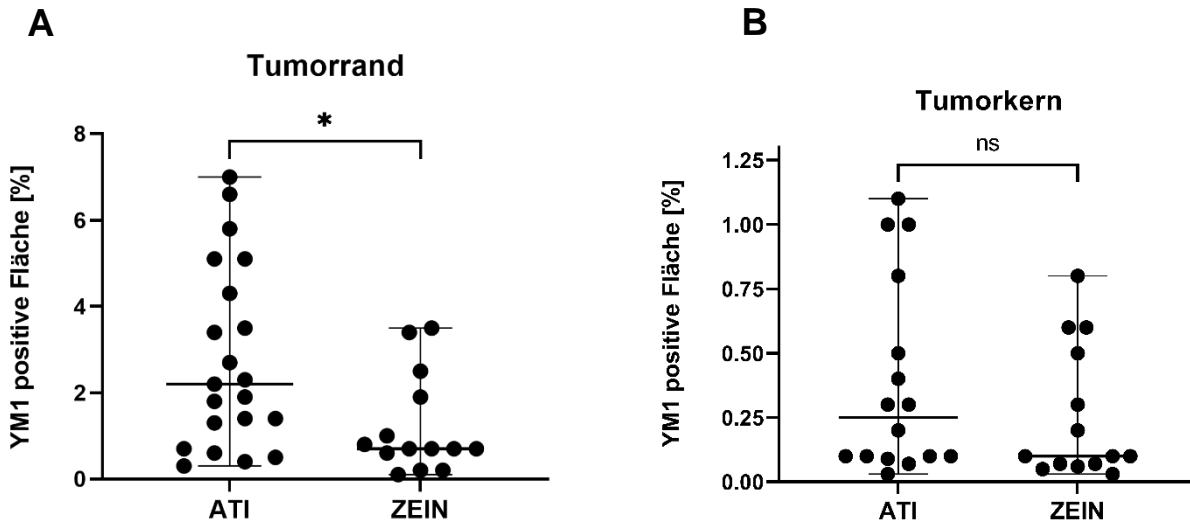 A
Tumorrand
*
YM1 positive Fläche [%]
8
6
4
2
0
ATI
ZEIN
B
Tumorkern
ns
YM1 positive Fläche [%]
1.25
1.00
0.75
0.50
0.25
0.00
ATI
ZEIN